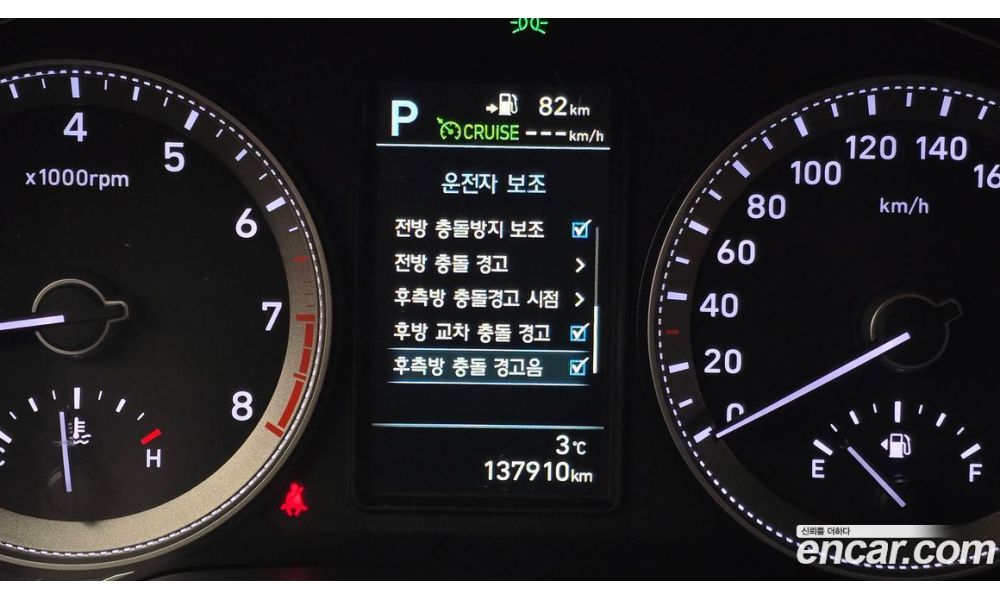 82km
P
CRUISE ---km/h
운전자 보조
전방 충돌방지 보조
전방 충돌 경고
후측방 충돌경고 시점
후방 교차 충돌 경고
후측방 충돌 경고음
3℃
137910km
4
5
6
7
8
x1000rpm
C
H
0
20
40
60
80
100
120
140
16
km/h
E
F
신뢰를 더하다
encar.com